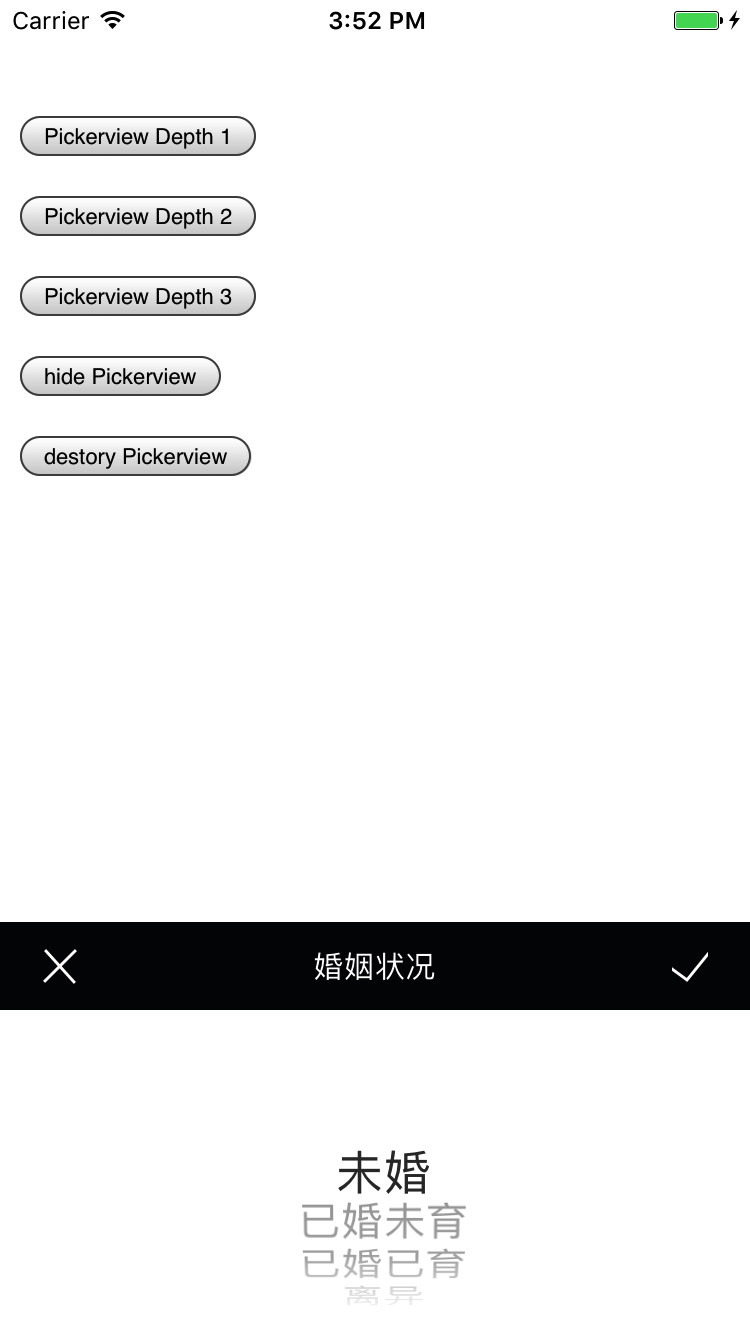 Carrier 3:52 PM
Pickerview Depth 1
Pickerview Depth 2
Pickerview Depth 3
hide Pickerview
destory Pickerview
婚姻状况
未婚
已婚未育
已婚已育
离异